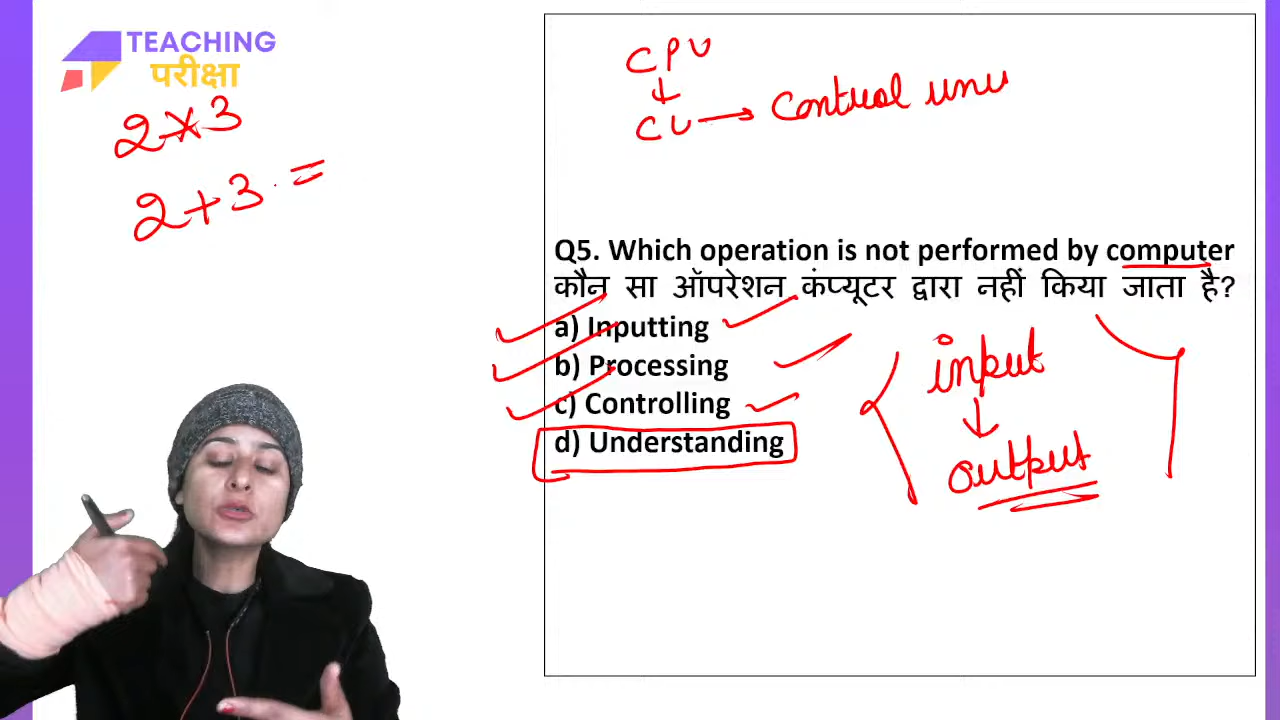 TEACHING
परीक्षा
2×3
2+3 =
CPU
↓
CU → Contraol unit
Q5. Which operation is not performed by computer
कौन सा ऑपरेशन कंप्यूटर द्वारा नहीं किया जाता है?
a) Inputting
b) Processing
c) Controlling
d) Understanding
input
↓
output